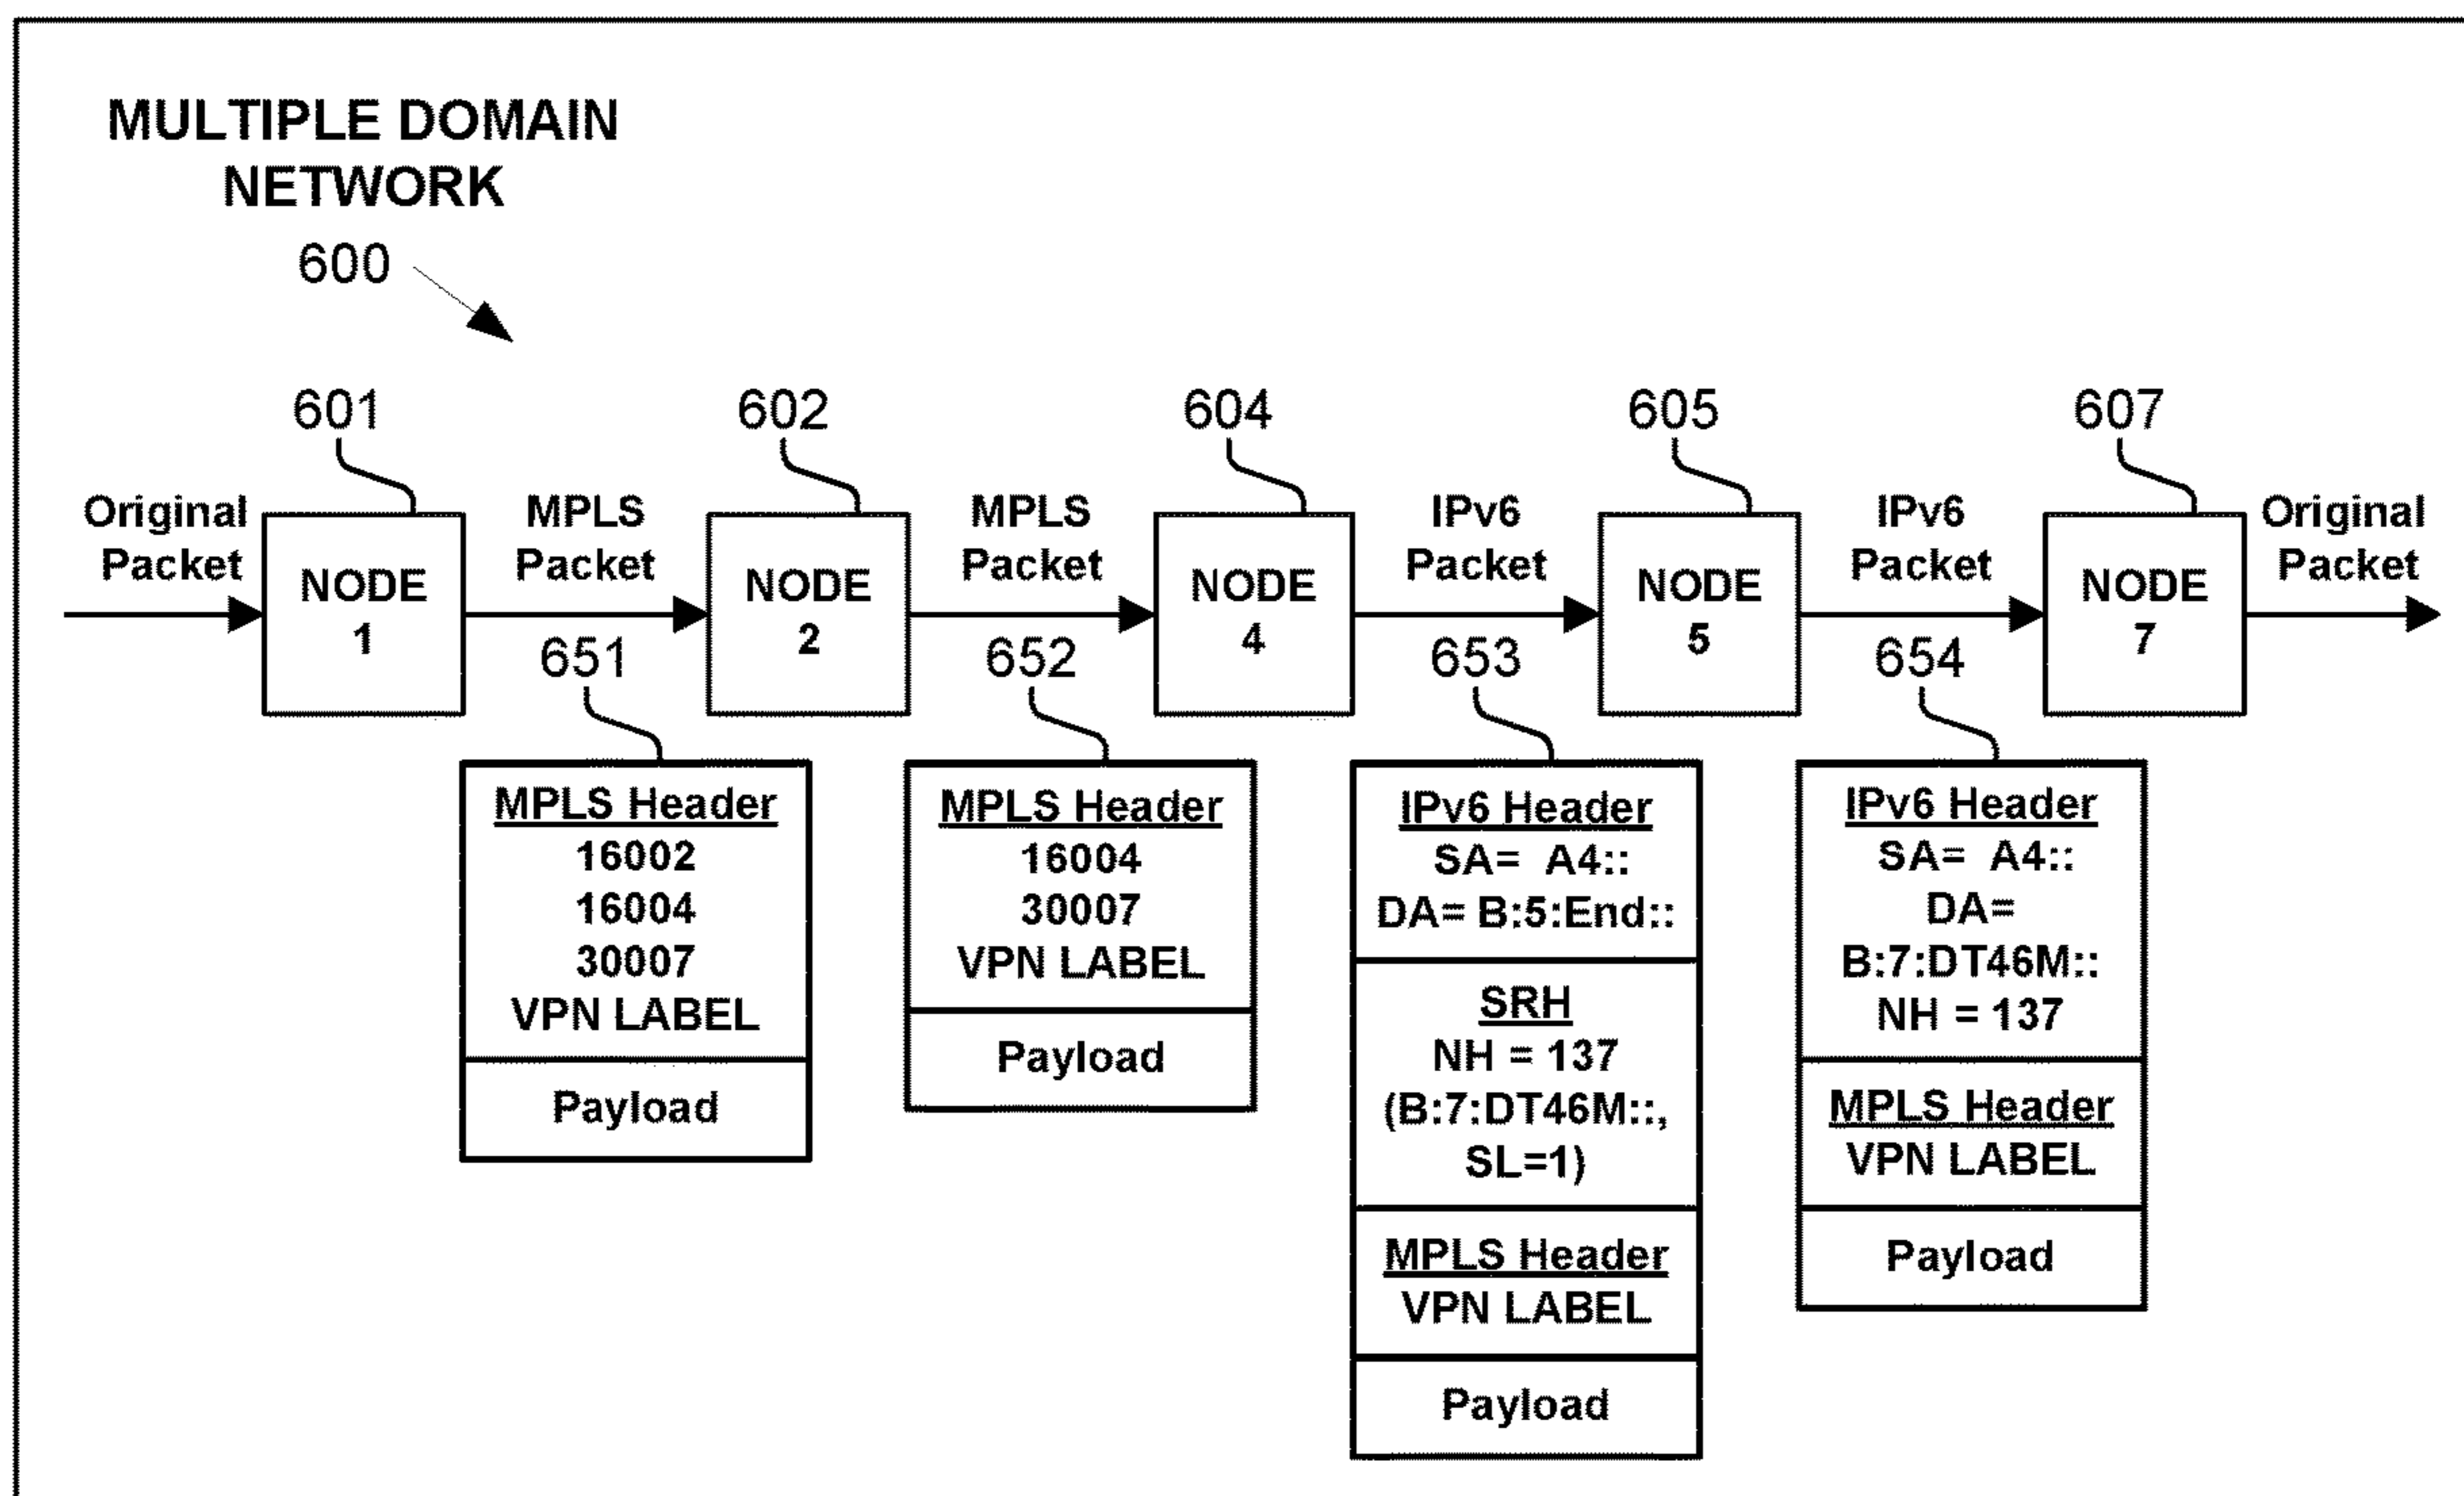 MULTIPLE DOMAIN
NETWORK
600
601
602
604
605
607
Original
Packet
NODE
1
MPLS
Packet
NODE
2
MPLS
Packet
NODE
4
IPv6
Packet
NODE
5
IPv6
Packet
NODE
7
Original
Packet
651
652
653
654
MPLS Header
16002
16004
30007
VPN LABEL
Payload
MPLS Header
16004
30007
VPN LABEL
Payload
IPv6 Header
SA= A4::
DA= B:5:End::
SRH
NH = 137
(B:7:DT46M::,
SL=1)
MPLS Header
VPN LABEL
Payload
IPv6 Header
SA= A4::
DA=
B:7:DT46M::
NH = 137
MPLS Header
VPN LABEL
Payload